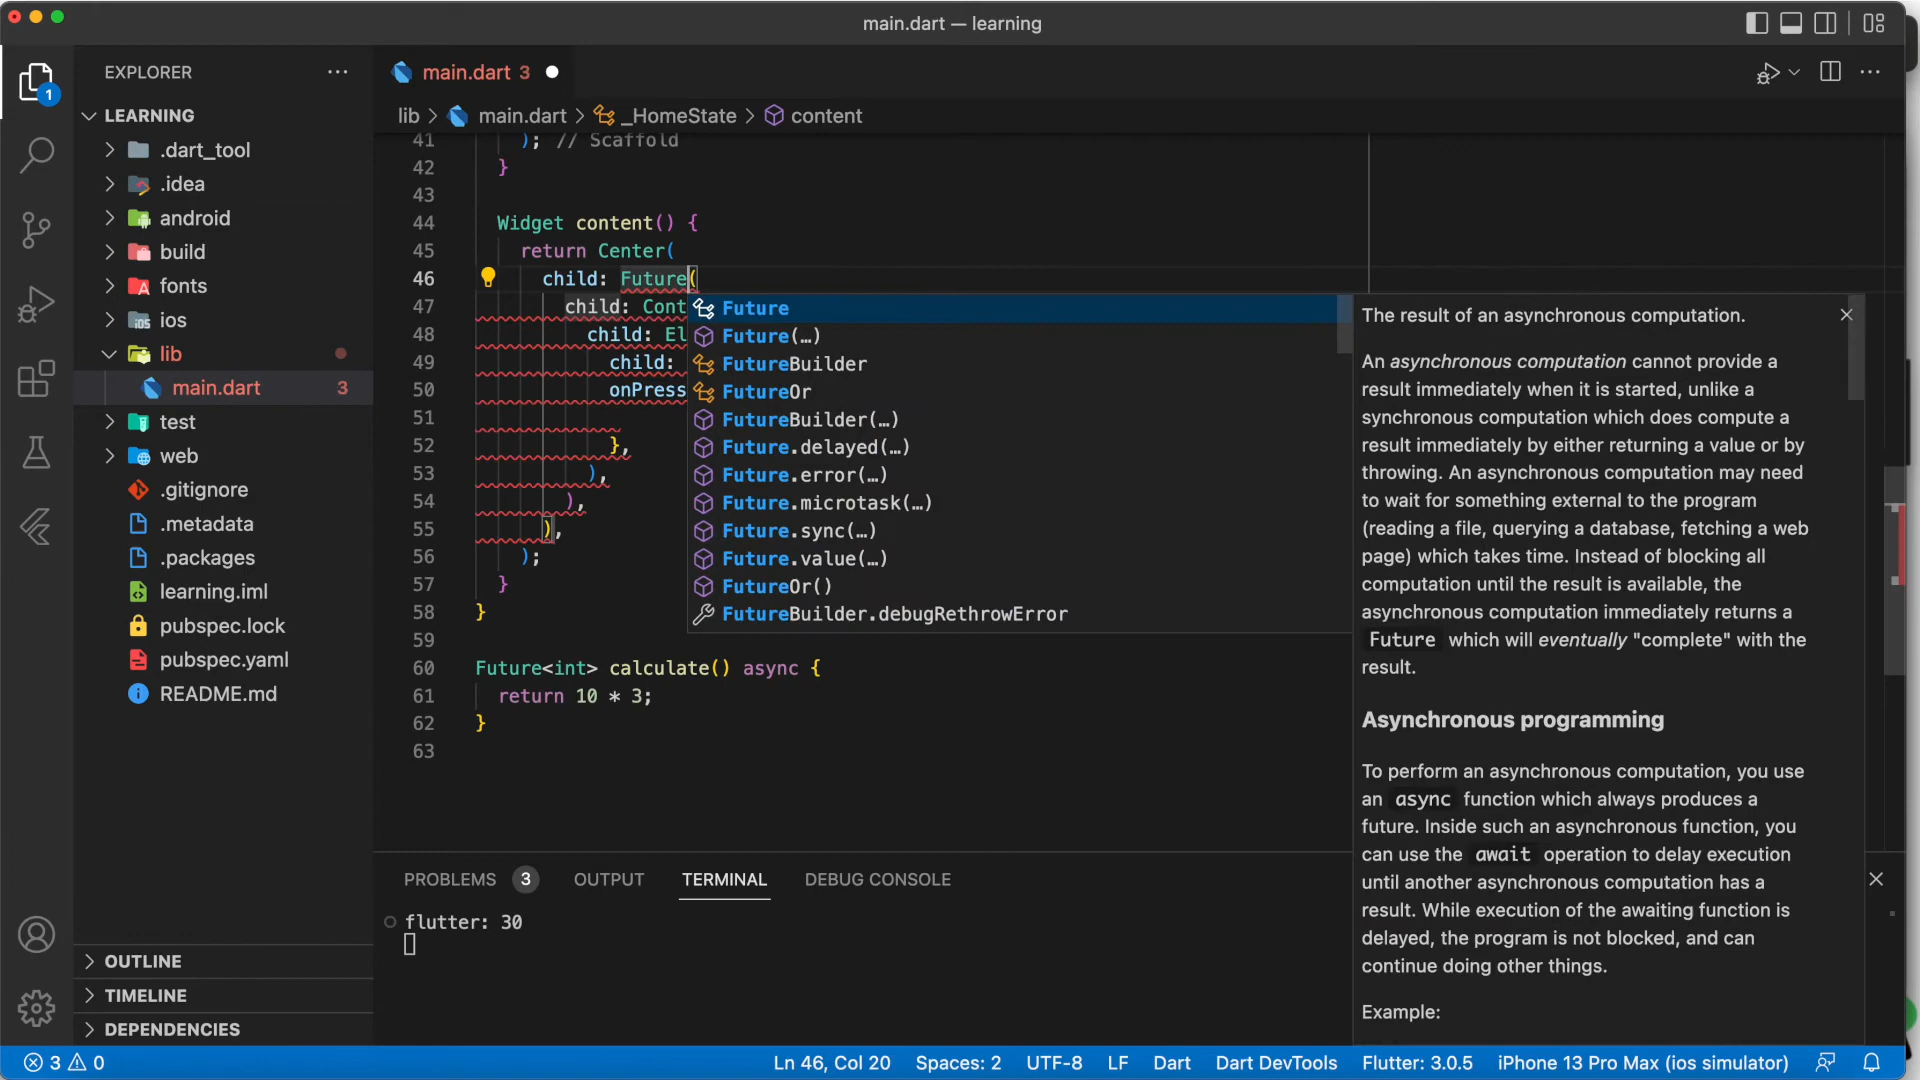 main.dart — learning
EXPLORER
main.dart 3
lib > main.dart > _HomeState > content
LEARNING
.dart_tool
.idea
android
build
fonts
ios
lib
main.dart 3
test
web
.gitignore
.metadata
.packages
learning.iml
pubspec.lock
pubspec.yaml
README.md
OUTLINE
TIMELINE
DEPENDENCIES
1
41 ); // Scaffold
42 }
43
44 Widget content() {
45 return Center(
46 child: Future(
47 child: Cont
48 child: El
49 child:
50 onPress
51
52 },
53 ),
54 ),
55 ),
56 );
57 }
58 }
59
60 Future<int> calculate() async {
61 return 10 * 3;
62 }
63
Future
Future(…)
FutureBuilder
FutureOr
FutureBuilder(…)
Future.delayed(…)
Future.error(…)
Future.microtask(…)
Future.sync(…)
Future.value(…)
FutureOr()
FutureBuilder.debugRethrowError
The result of an asynchronous computation.
An asynchronous computation cannot provide a
result immediately when it is started, unlike a
synchronous computation which does compute a
result immediately by either returning a value or by
throwing. An asynchronous computation may need
to wait for something external to the program
(reading a file, querying a database, fetching a web
page) which takes time. Instead of blocking all
computation until the result is available, the
asynchronous computation immediately returns a
Future which will eventually "complete" with the
result.
Asynchronous programming
To perform an asynchronous computation, you use
an async function which always produces a
future. Inside such an asynchronous function, you
can use the await operation to delay execution
until another asynchronous computation has a
result. While execution of the awaiting function is
delayed, the program is not blocked, and can
continue doing other things.
Example:
PROBLEMS 3 OUTPUT TERMINAL DEBUG CONSOLE
flutter: 30
3 0 Ln 46, Col 20 Spaces: 2 UTF-8 LF Dart Dart DevTools Flutter: 3.0.5 iPhone 13 Pro Max (ios simulator)